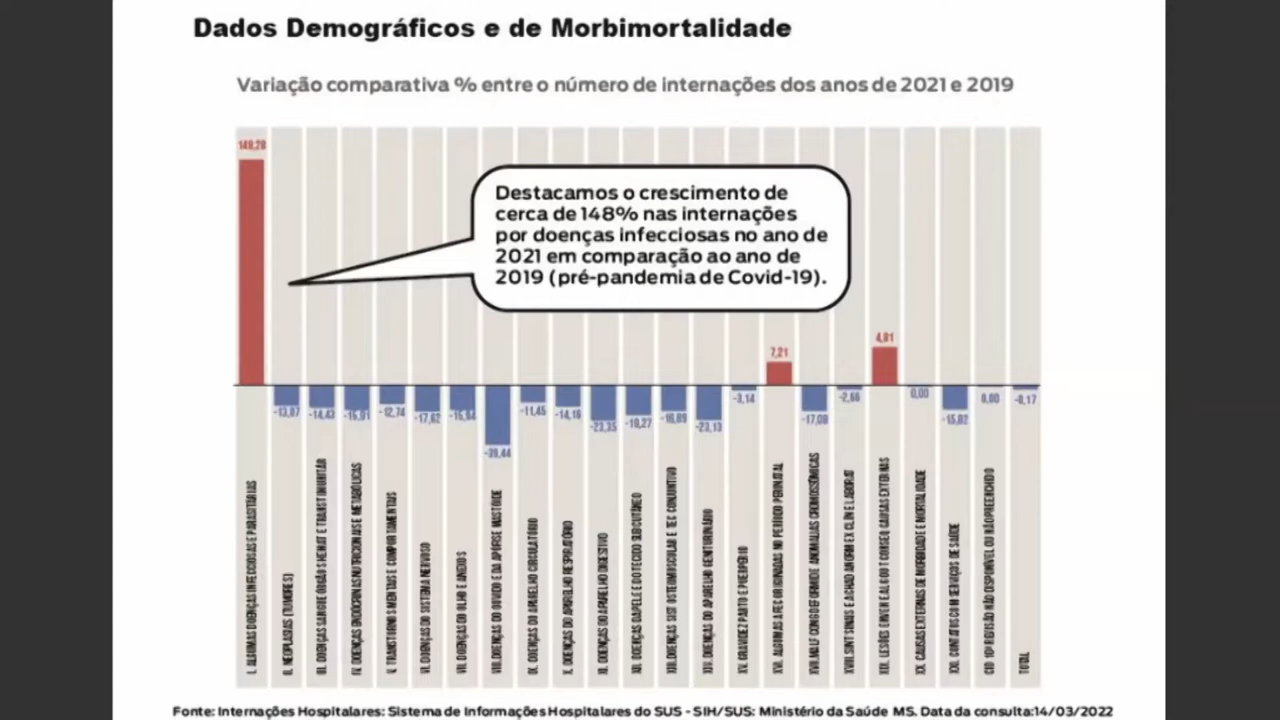 Dados Demográficos e de Morbimortalidade
Variação comparativa % entre o número de internações dos anos de 2021 e 2019
148,28
Destacamos o crescimento de
cerca de 148% nas internações
por doenças infecciosas no ano de
2021 em comparação ao ano de
2019 (pré-pandemia de Covid-19).
7,21
4,81
-13,87
-14,43
-12,74
-17,62
-39,44
-11,45
-14,16
-23,35
-23,13
-3,14
-17,08
-2,66
0,00
-15,02
0,00
I. ALGUMAS DOENÇAS INFECCIOSAS E PARASITÁRIAS
II. NEOPLASIAS (TUMORES)
III. DOENÇAS SANGUE ÓRGÃOS HEMAT E TRANST IMUNITÁR
IV. DOENÇAS ENDÓCRINAS NUTRICIONAIS E METABÓLICAS
V. TRANSTORNOS MENTAIS E COMPORTAMENTAIS
VI. DOENÇAS DO SISTEMA NERVOSO
VII. DOENÇAS DO OLHO E ANEXOS
VIII. DOENÇAS DO OUVIDO E DA APÓFISE MASTÓIDE
IX. DOENÇAS DO APARELHO CIRCULATÓRIO
X. DOENÇAS DO APARELHO RESPIRATÓRIO
XI. DOENÇAS DO APARELHO DIGESTIVO
XII. DOENÇAS DA PELE E DO TECIDO SUBCUTÂNEO
XIII. DOENÇAS SIST OSTEOMUSCULAR E TEC CONJUNTIVO
XIV. DOENÇAS DO APARELHO GENITURINÁRIO
XV. GRAVIDEZ PARTO E PUERPÉRIO
XVI. ALGUMAS AFEC ORIGINADAS NO PERÍODO PERINATAL
XVII. MALF CONG DEFORMID E ANOMALIAS CROMOSSÔMICAS
XVIII. SINT SINAIS E ACHAD ANORM EX CLÍN E LABORAT
XIX. LESÕES ENVEN E ALG OUT CONSEQ CAUSAS EXTERNAS
XX. CAUSAS EXTERNAS DE MORBIDADE E MORTALIDADE
XXI. CONTATOS COM SERVIÇOS DE SAÚDE
CID 10ª REVISÃO NÃO DISPONÍVEL OU NÃO PREENCHIDO
TOTAL
Fonte: Internações Hospitalares: Sistema de Informações Hospitalares do SUS - SIH/SUS: Ministério da Saúde MS. Data da consulta:14/03/2022